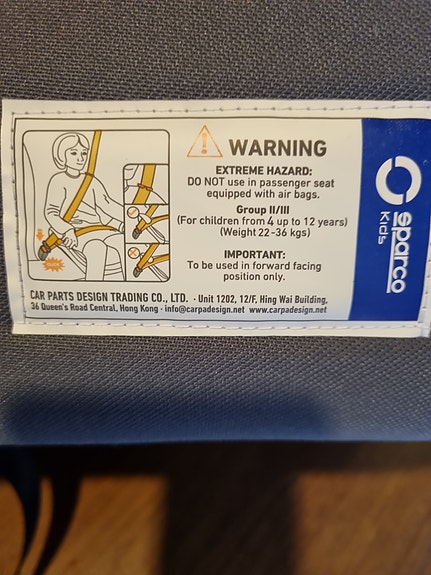 WARNING
EXTREME HAZARD:
DO NOT use in passenger seat
equipped with air bags.
Group II/III
(For children from 4 up to 12 years)
(Weight 22-36 kgs)
IMPORTANT:
To be used in forward facing
position only.
CAR PARTS DESIGN TRADING CO., LTD. · Unit 1202, 12/F, Hing Wai Building,
36 Queen's Road Central, Hong Kong · info@carpadesign.net www.carpadesign.net
sparco
Kids